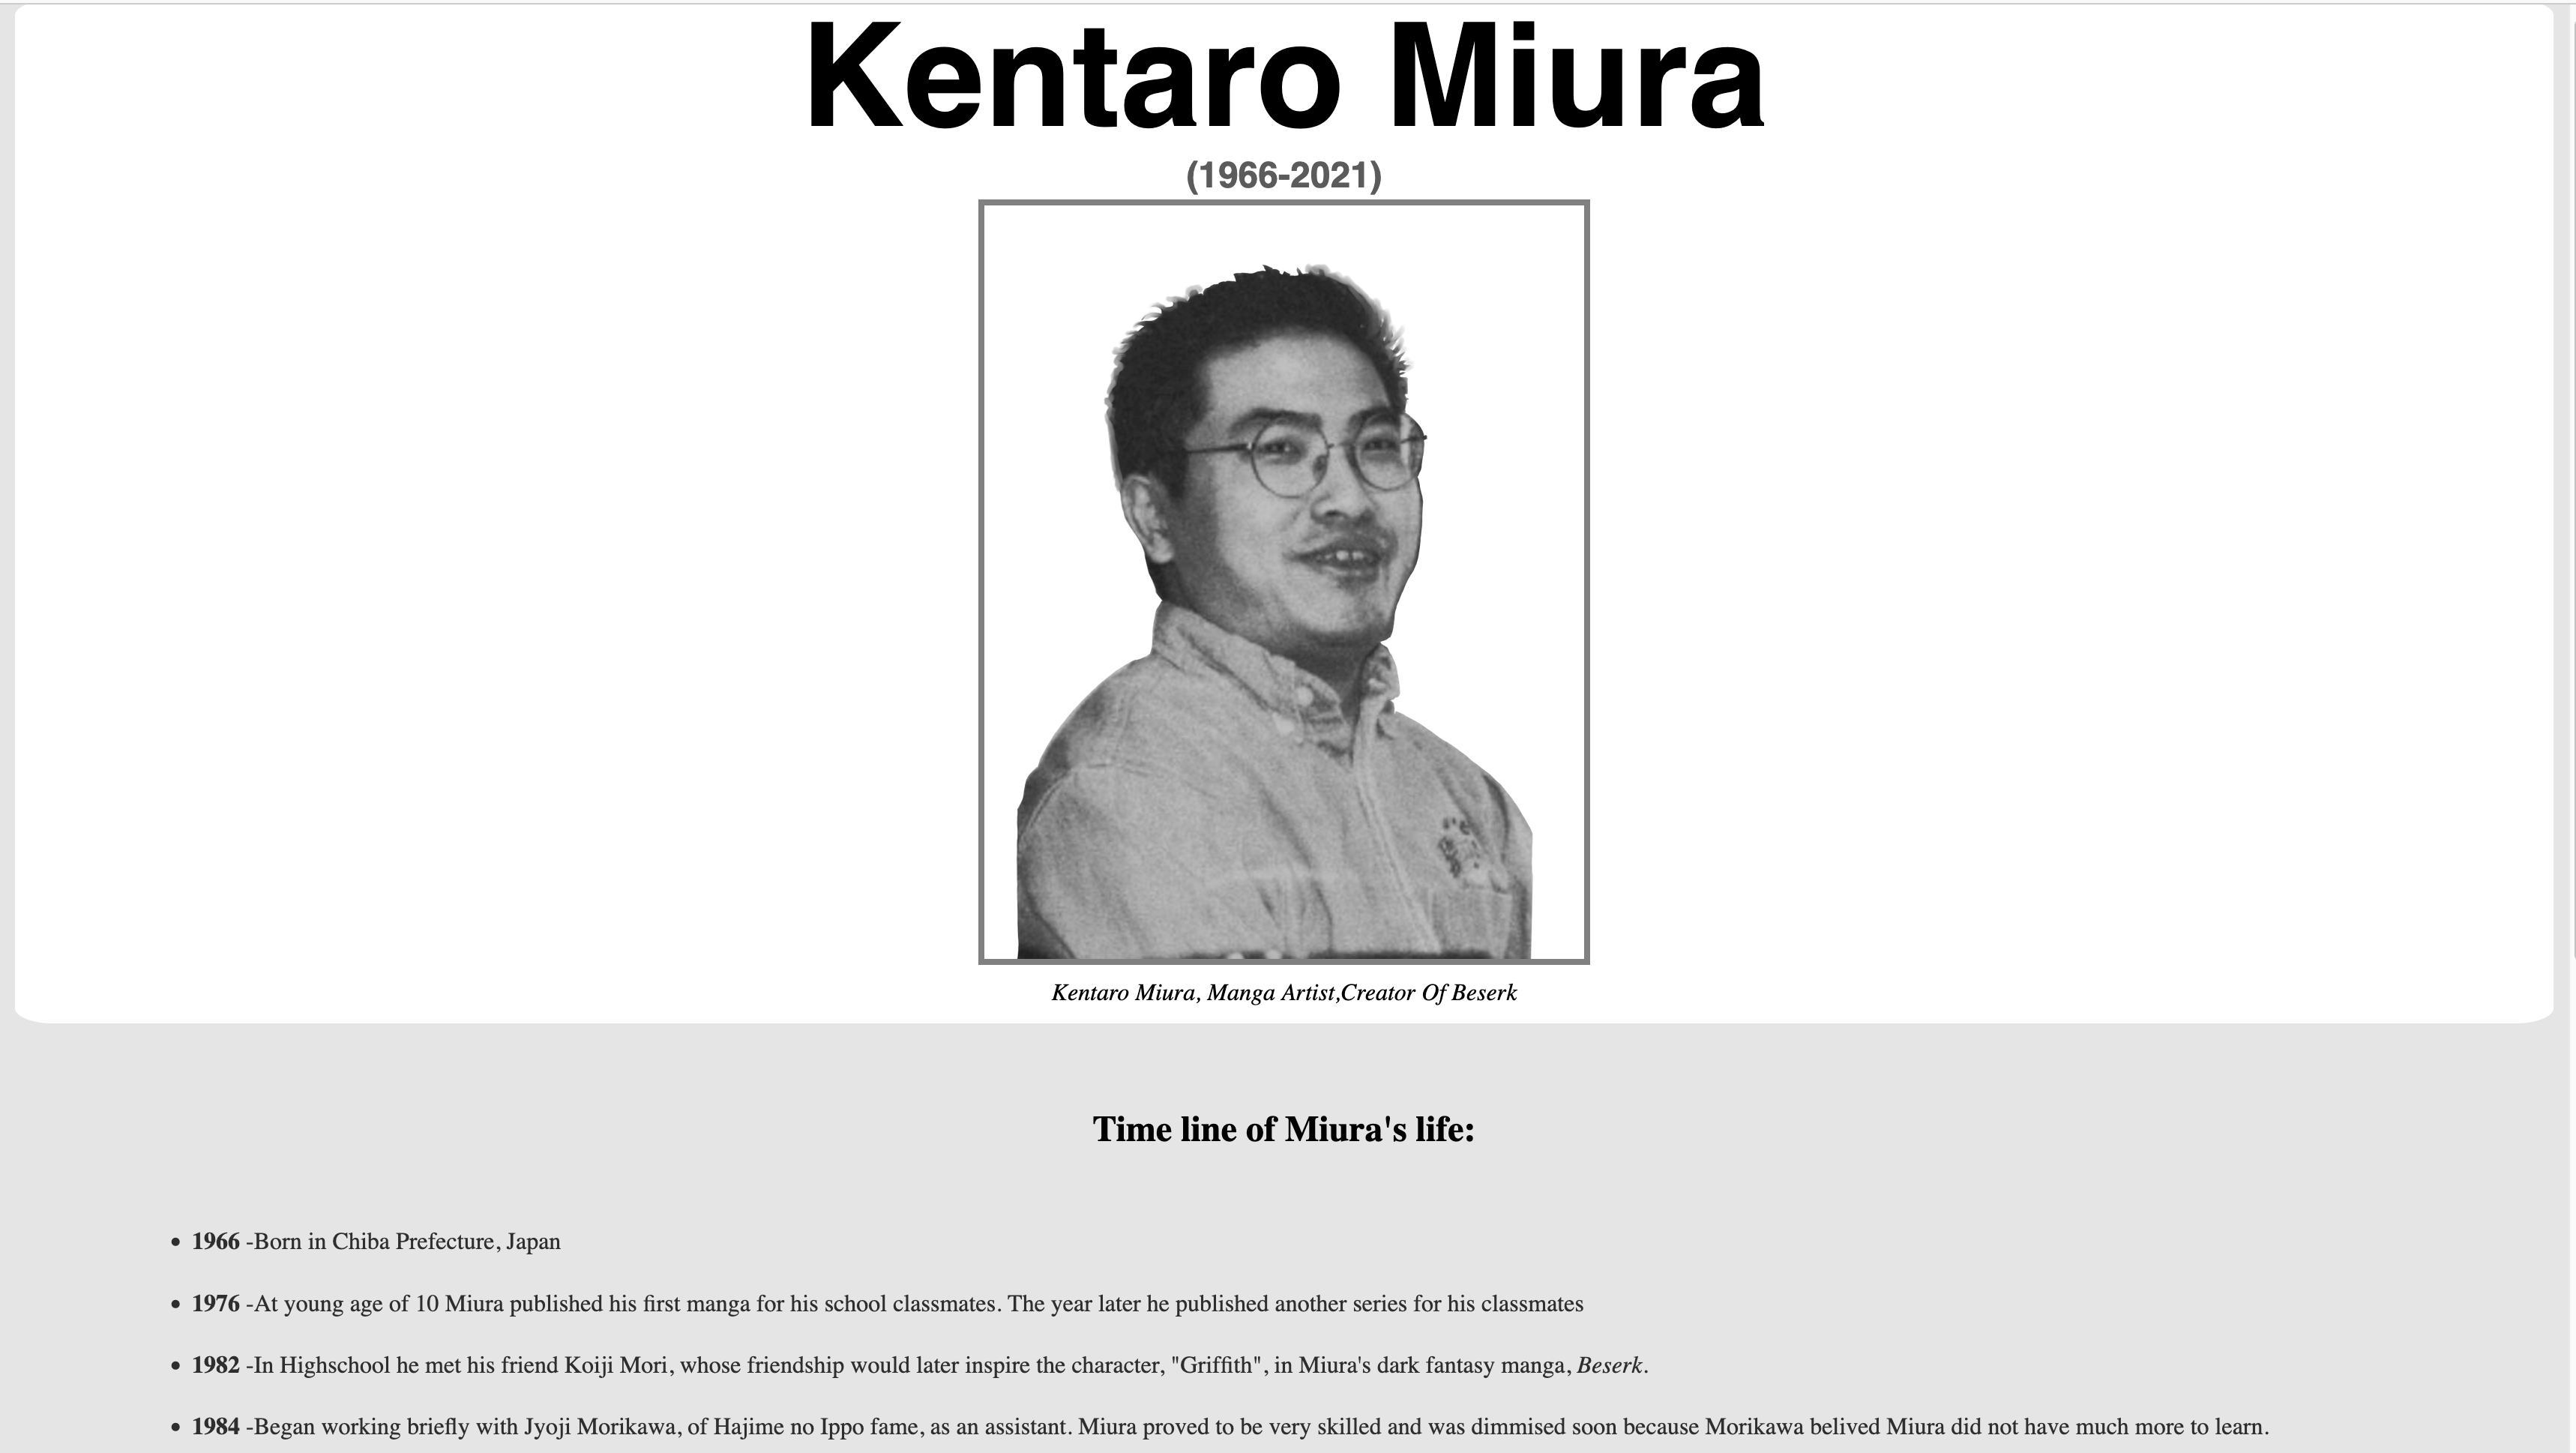 Kentaro Miura
(1966-2021)
Kentaro Miura, Manga Artist,Creator Of Beserk
Time line of Miura's life:
• 1966 -Born in Chiba Prefecture, Japan
• 1976 -At young age of 10 Miura published his first manga for his school classmates. The year later he published another series for his classmates
• 1982 -In Highschool he met his friend Koiji Mori, whose friendship would later inspire the character, "Griffith", in Miura's dark fantasy manga, Beserk.
• 1984 -Began working briefly with Jyoji Morikawa, of Hajime no Ippo fame, as an assistant. Miura proved to be very skilled and was dimmised soon because Morikawa belived Miura did not have much more to learn.